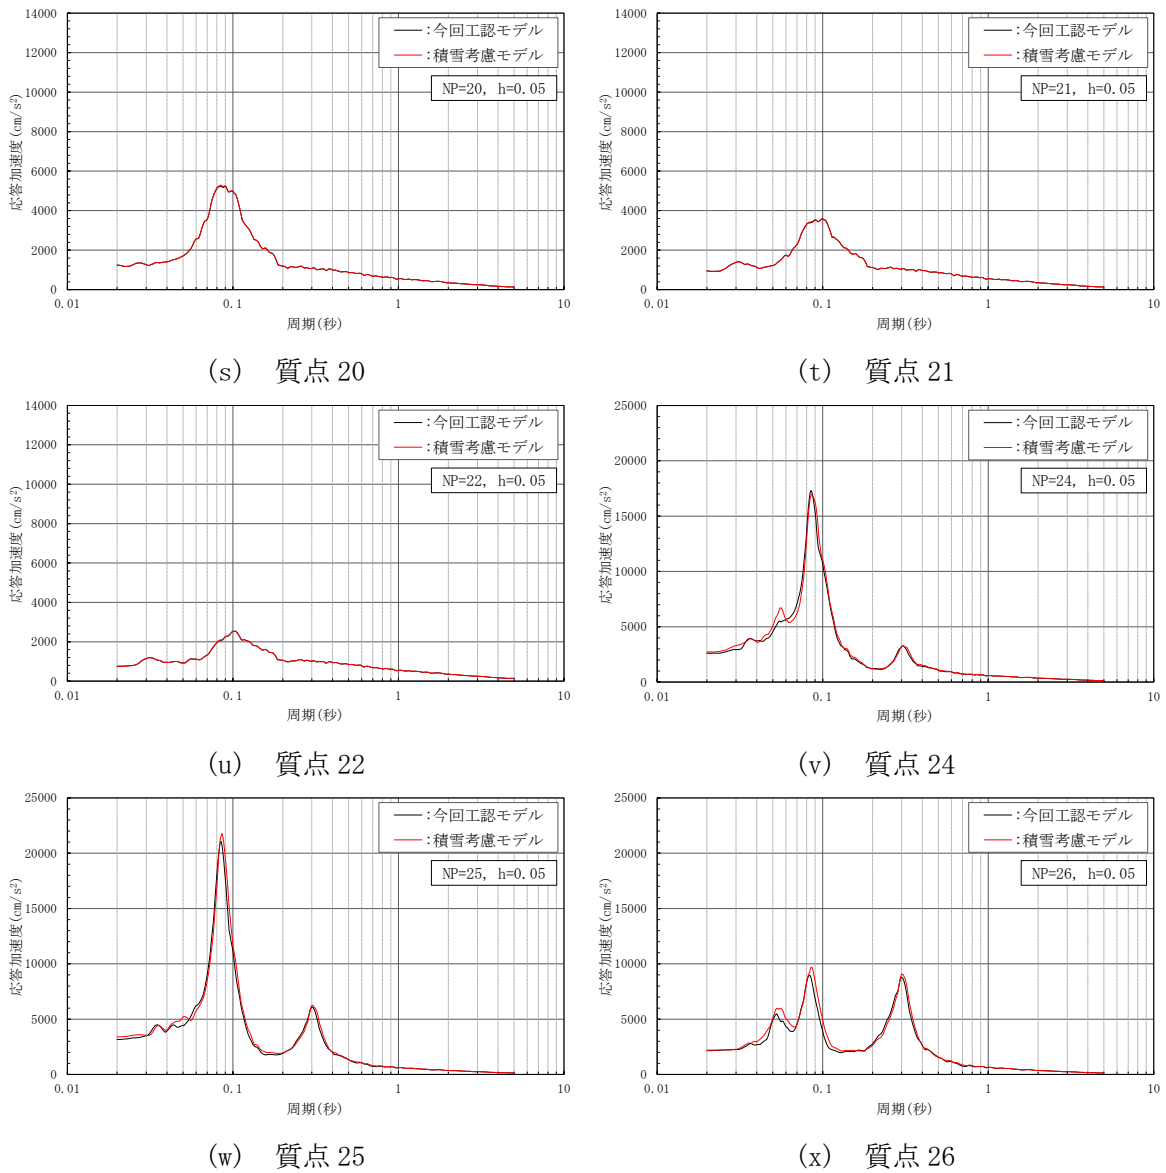 14000
12000
10000
8000
6000
4000
2000
0
0.01
0.1
1
10
応答加速度(cm/s²)
周期(秒)
—:今回工認モデル
—:積雪考慮モデル
NP=20, h=0.05
(s) 質点 20
14000
12000
10000
8000
6000
4000
2000
0
0.01
0.1
1
10
応答加速度(cm/s²)
周期(秒)
—:今回工認モデル
—:積雪考慮モデル
NP=21, h=0.05
(t) 質点 21
14000
12000
10000
8000
6000
4000
2000
0
0.01
0.1
1
10
応答加速度(cm/s²)
周期(秒)
—:今回工認モデル
—:積雪考慮モデル
NP=22, h=0.05
(u) 質点 22
25000
20000
15000
10000
5000
0
0.01
0.1
1
10
応答加速度(cm/s²)
周期(秒)
—:今回工認モデル
—:積雪考慮モデル
NP=24, h=0.05
(v) 質点 24
25000
20000
15000
10000
5000
0
0.01
0.1
1
10
応答加速度(cm/s²)
周期(秒)
—:今回工認モデル
—:積雪考慮モデル
NP=25, h=0.05
(w) 質点 25
25000
20000
15000
10000
5000
0
0.01
0.1
1
10
応答加速度(cm/s²)
周期(秒)
—:今回工認モデル
—:積雪考慮モデル
NP=26, h=0.05
(x) 質点 26